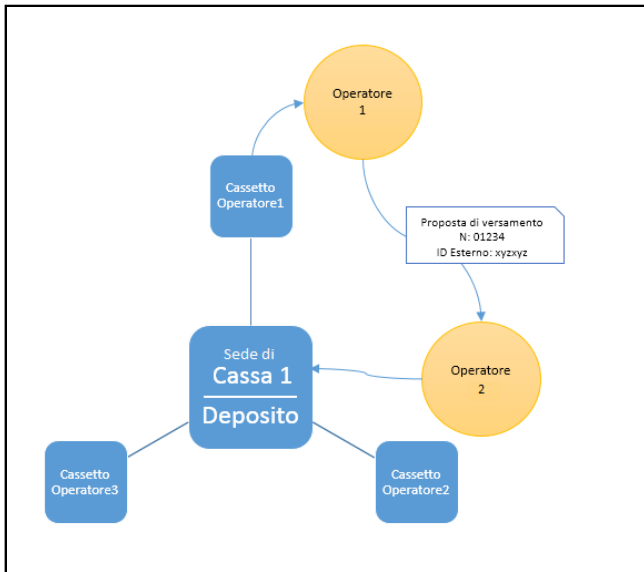 Operatore
1
Cassetto
Operatore1
Proposta di versamento
N: 01234
ID Esterno: xyzxyz
Sede di
Cassa 1
Deposito
Operatore
2
Cassetto
Operatore3
Cassetto
Operatore2